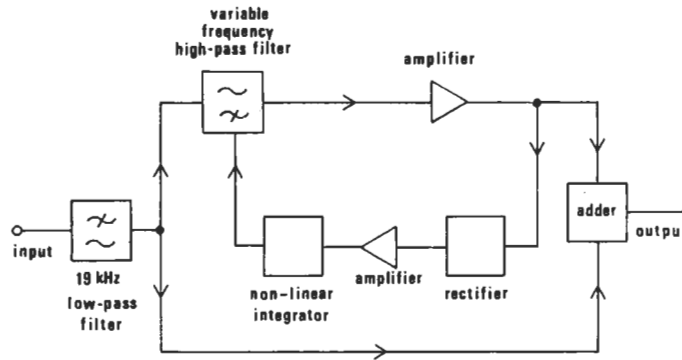 variable
frequency
high-pass filter
amplifier
input
19 kHz
low-pass
filter
non-linear
integrator
amplifier
rectifier
adder
output